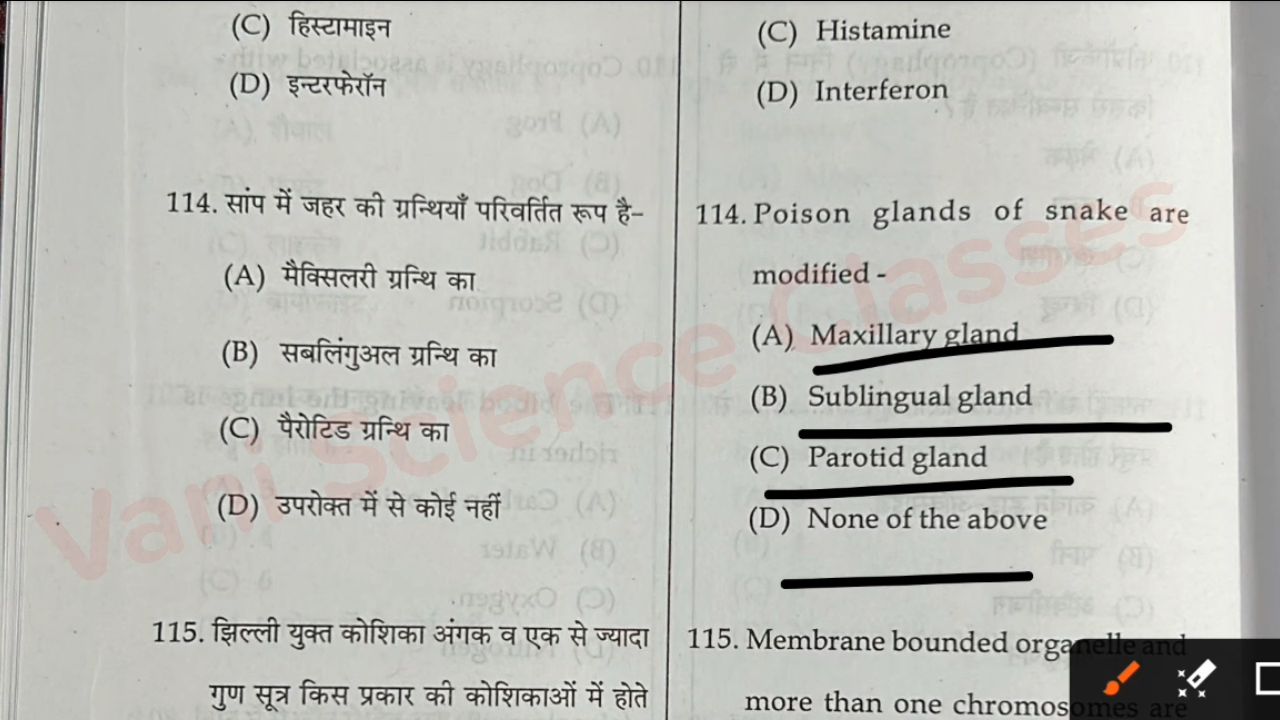 (C) हिस्टामाइन
(D) इन्टरफेरॉन
114. सांप में जहर की ग्रन्थियाँ परिवर्तित रूप है-
(A) मैक्सिलरी ग्रन्थि का
(B) सबलिंगुअल ग्रन्थि का
(C) पैरोटिड ग्रन्थि का
(D) उपरोक्त में से कोई नहीं
115. झिल्ली युक्त कोशिका अंगक व एक से ज्यादा
गुण सूत्र किस प्रकार की कोशिकाओं में होते
(C) Histamine
(D) Interferon
114. Poison glands of snake are
modified -
(A) Maxillary gland
(B) Sublingual gland
(C) Parotid gland
(D) None of the above
115. Membrane bounded organelle and
more than one chromosomes are
Vani Science Classes